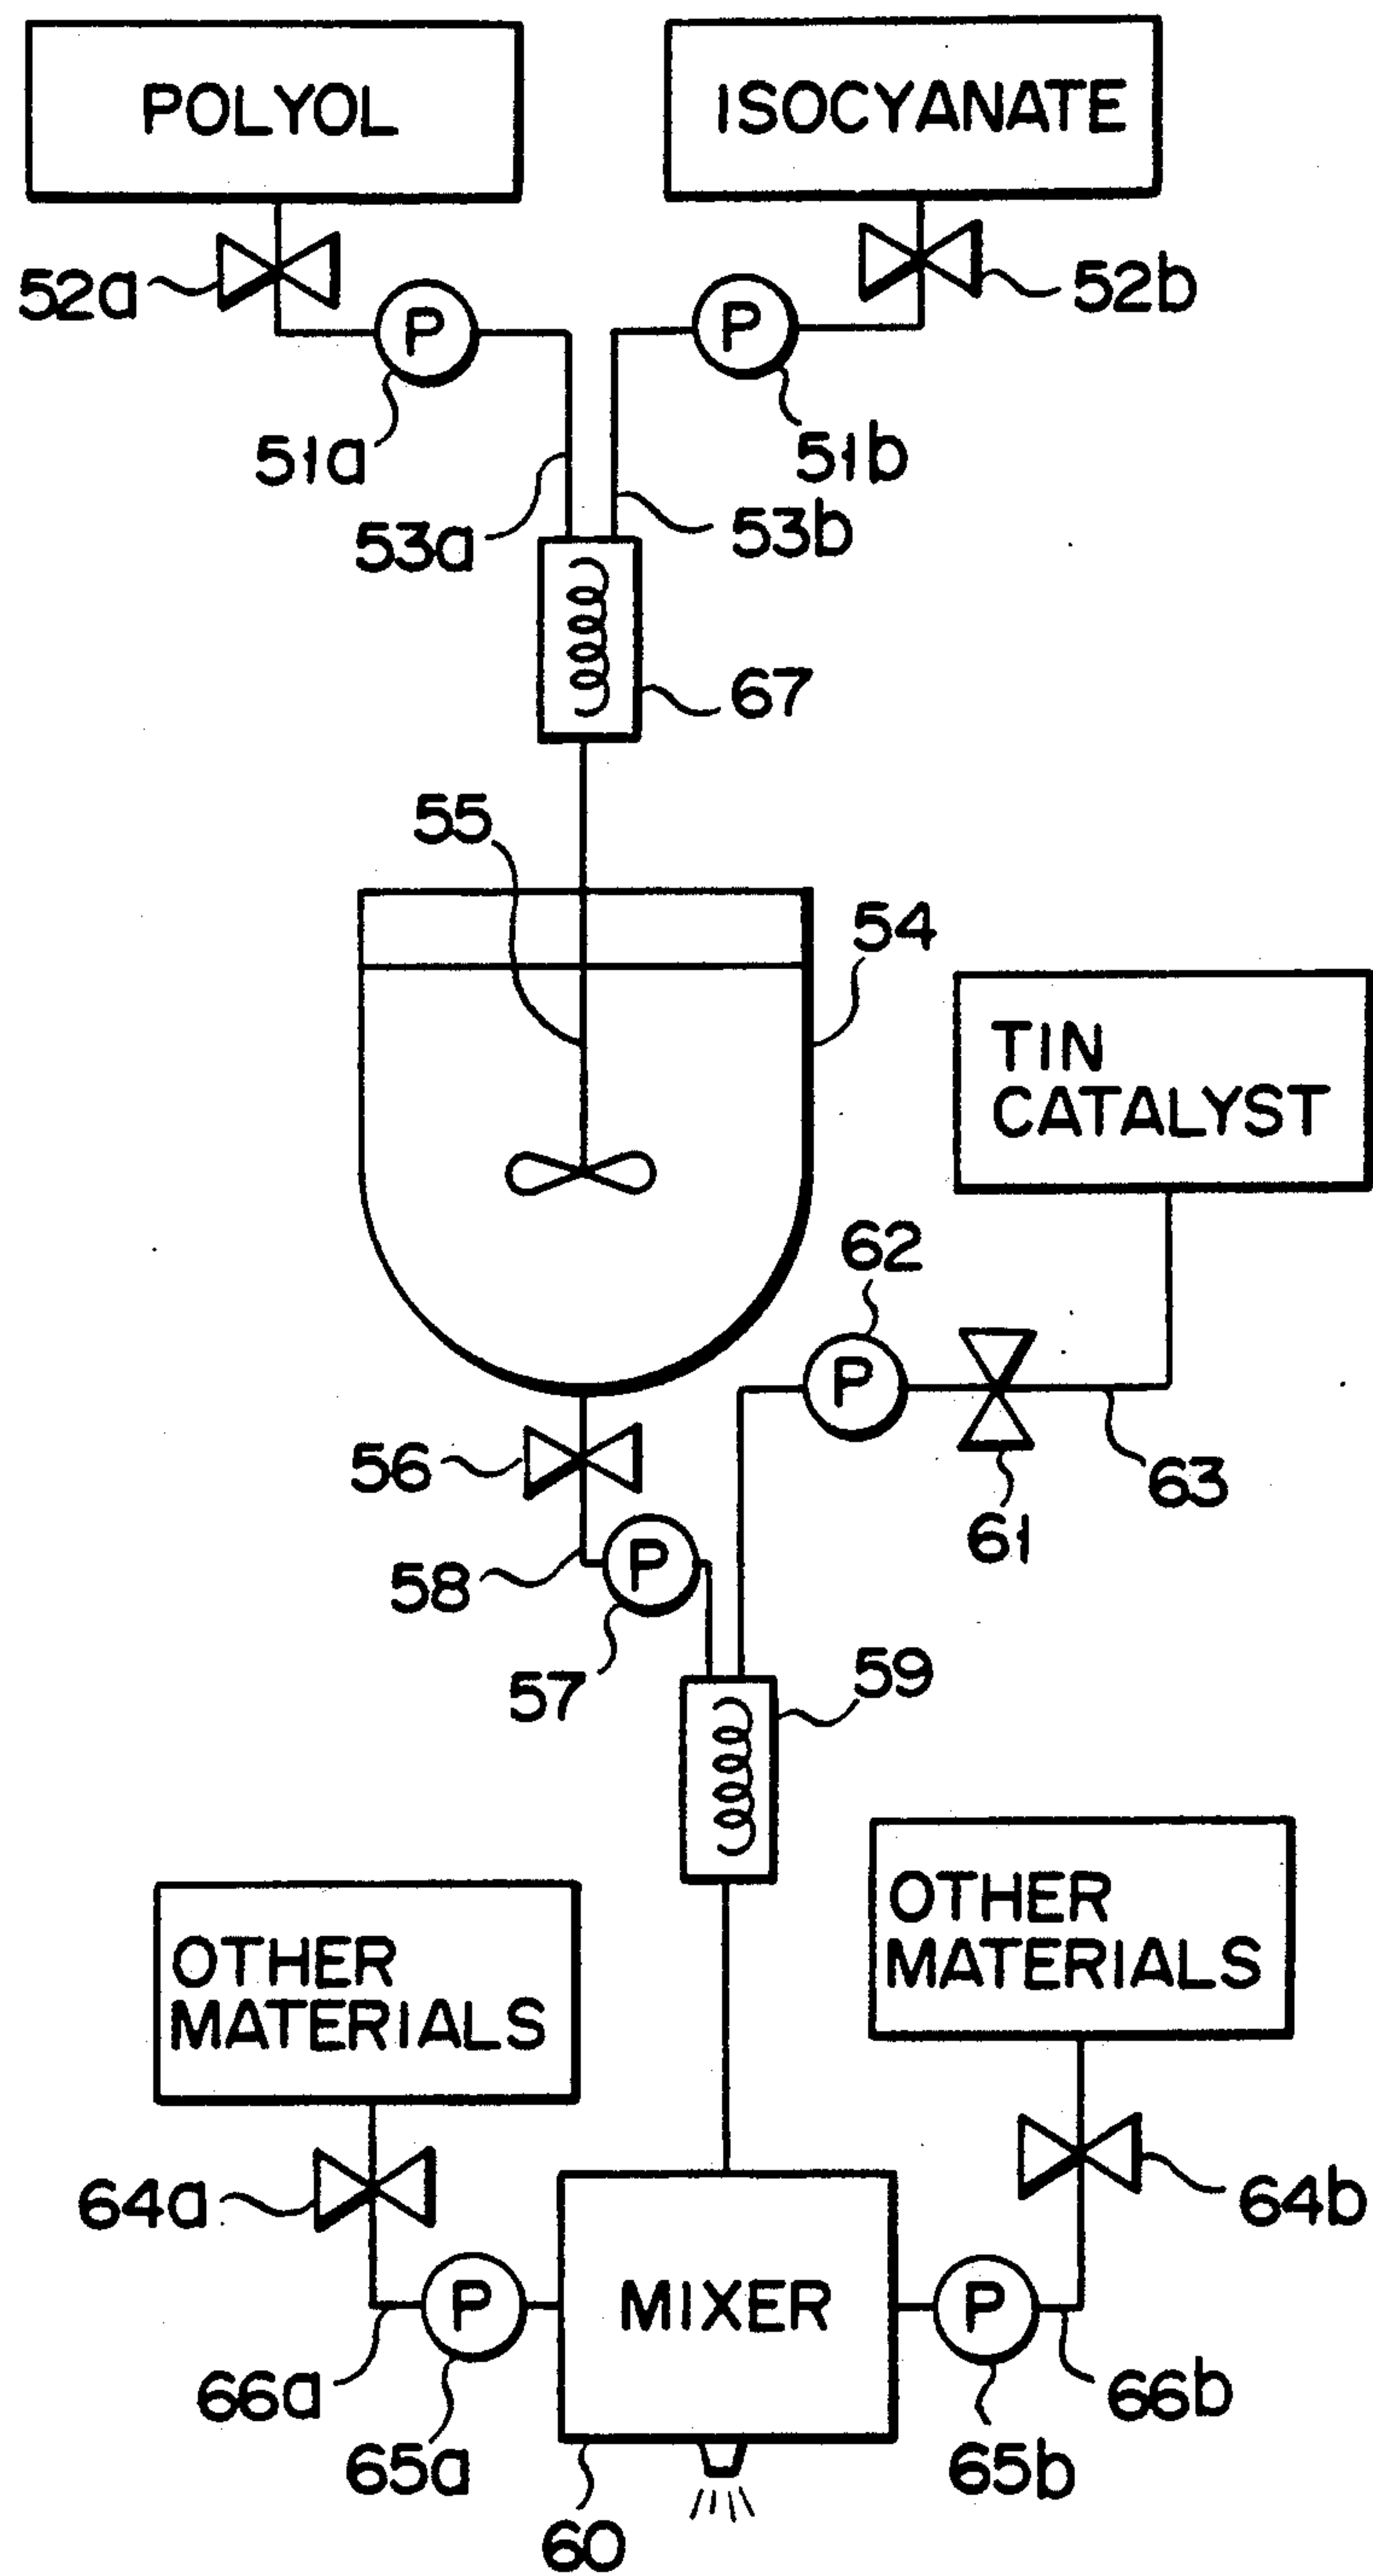 POLYOL
ISOCYANATE
52a
P
P
52b
51a
51b
53a
53b
67
55
54
TIN
CATALYST
62
P
56
63
61
58
P
57
59
OTHER
MATERIALS
OTHER
MATERIALS
64a
64b
P
MIXER
P
66a
66b
65a
65b
60